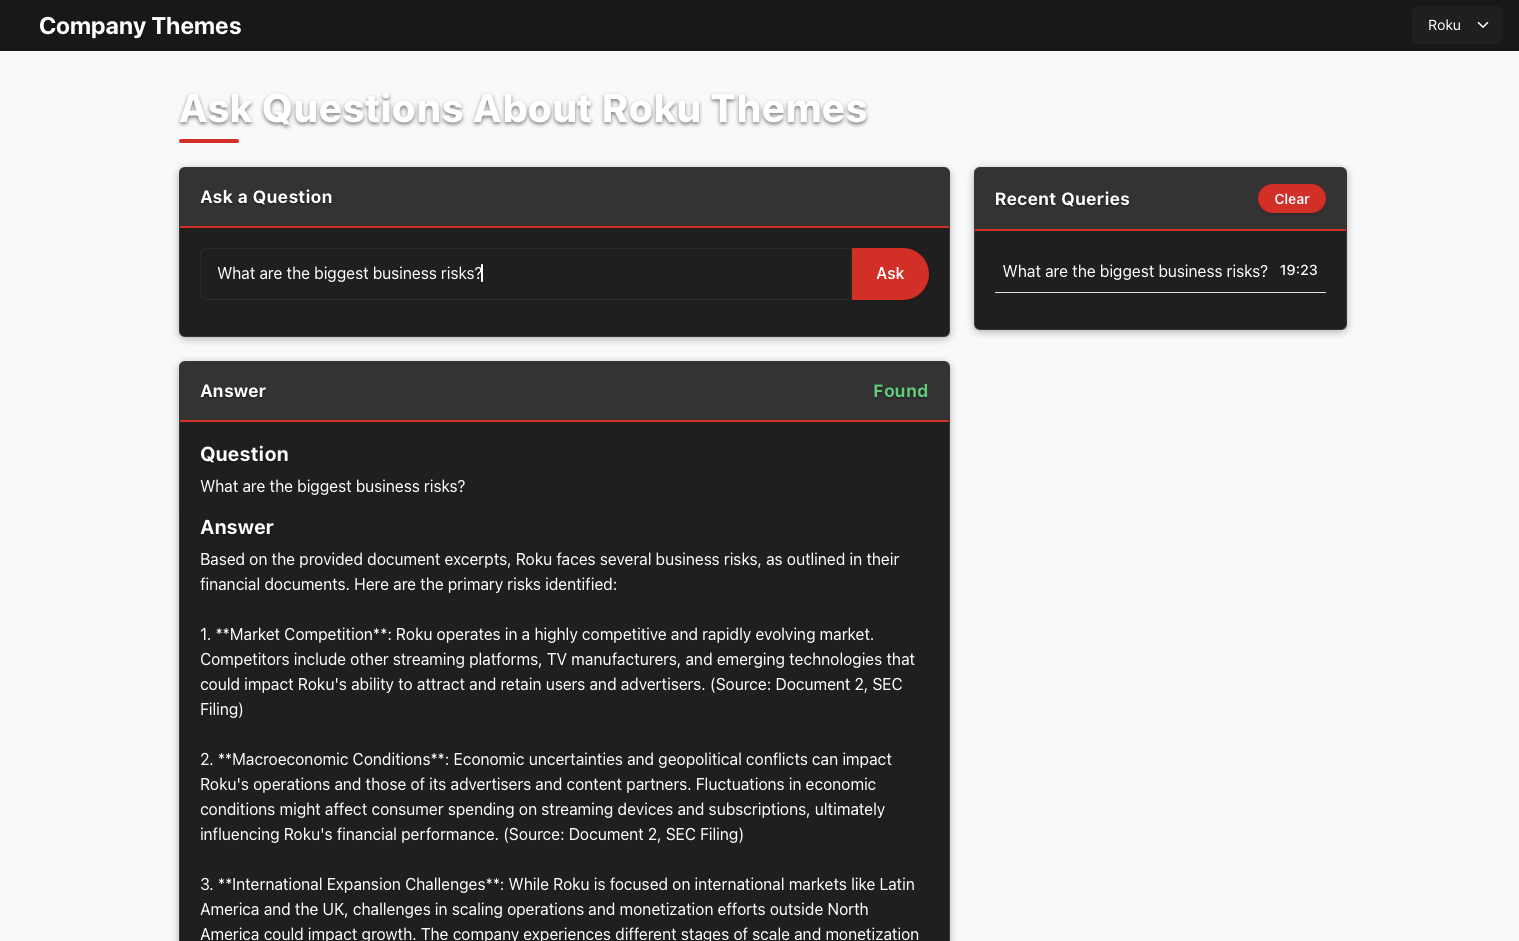 Company Themes
Roku
Ask Questions About Roku Themes
Ask a Question
What are the biggest business risks?
Ask
Recent Queries
Clear
What are the biggest business risks? 19:23
Answer
Found
Question
What are the biggest business risks?
Answer
Based on the provided document excerpts, Roku faces several business risks, as outlined in their
financial documents. Here are the primary risks identified:
1. **Market Competition**: Roku operates in a highly competitive and rapidly evolving market.
Competitors include other streaming platforms, TV manufacturers, and emerging technologies that
could impact Roku's ability to attract and retain users and advertisers. (Source: Document 2, SEC
Filing)
2. **Macroeconomic Conditions**: Economic uncertainties and geopolitical conflicts can impact
Roku's operations and those of its advertisers and content partners. Fluctuations in economic
conditions might affect consumer spending on streaming devices and subscriptions, ultimately
influencing Roku's financial performance. (Source: Document 2, SEC Filing)
3. **International Expansion Challenges**: While Roku is focused on international markets like Latin
America and the UK, challenges in scaling operations and monetization efforts outside North
America could impact growth. The company experiences different stages of scale and monetization